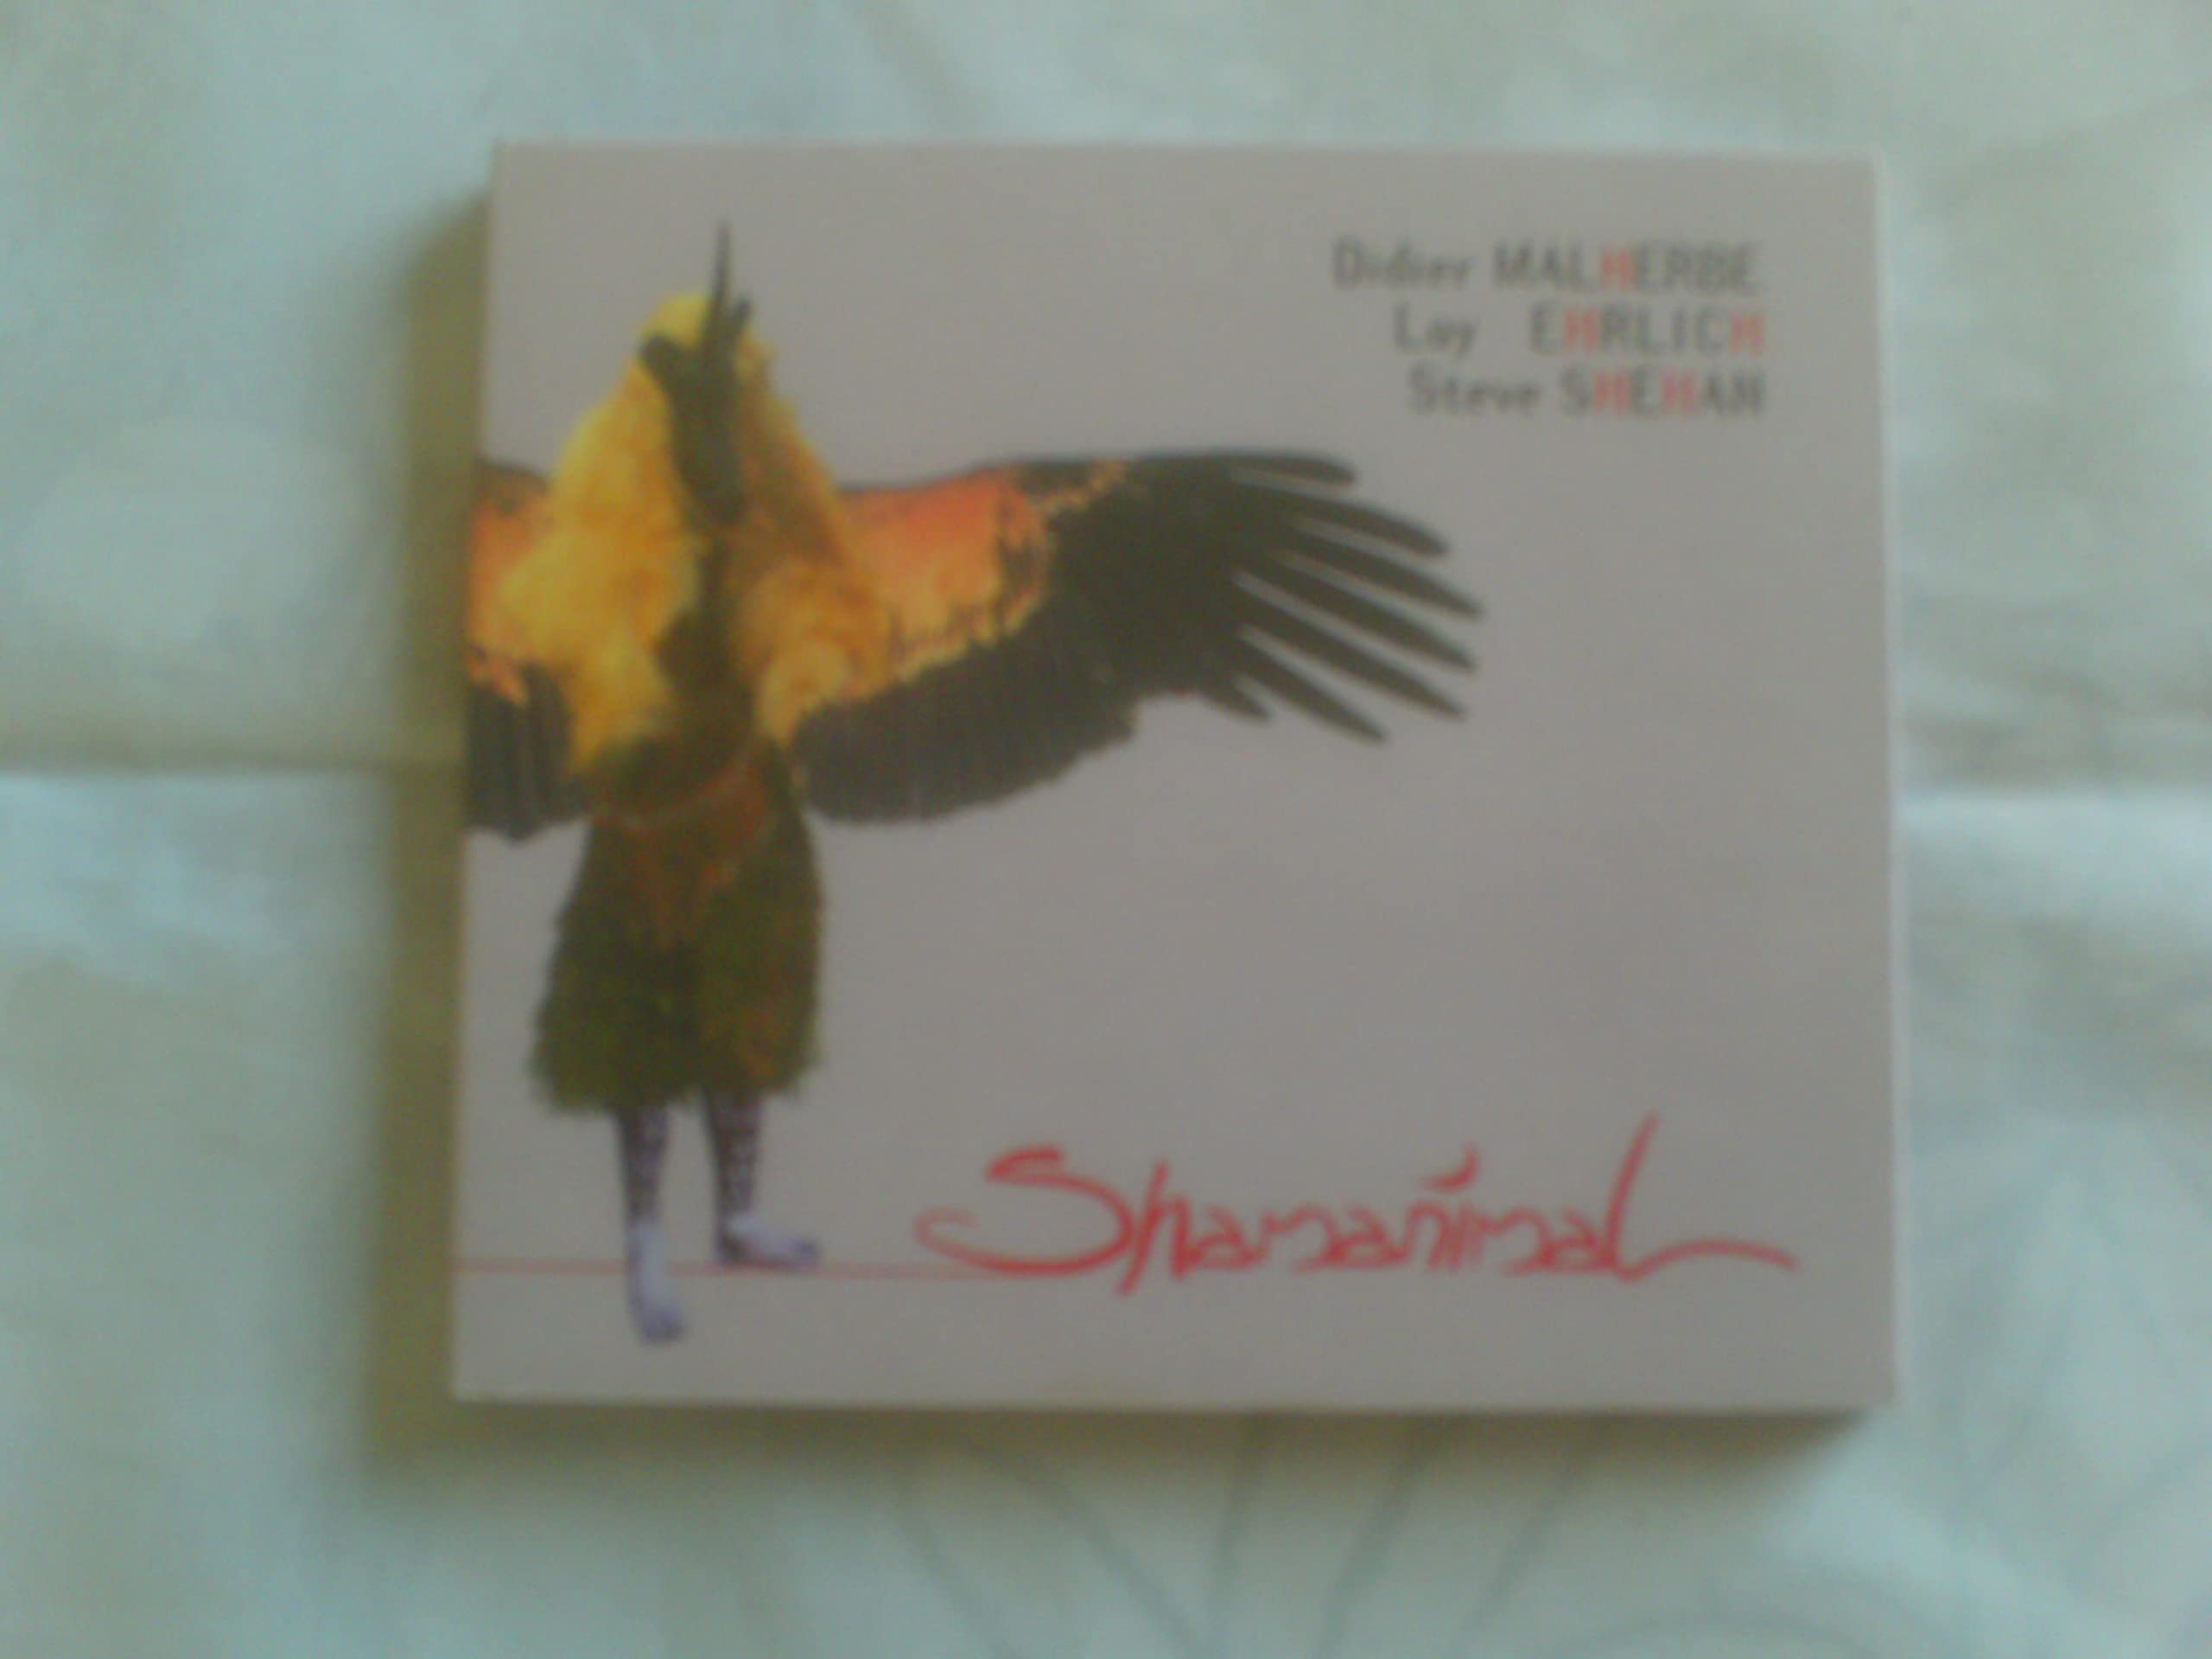 Didier MALHERBE
Loy EHRLICH
Steve SHEHAN
Shamanimal